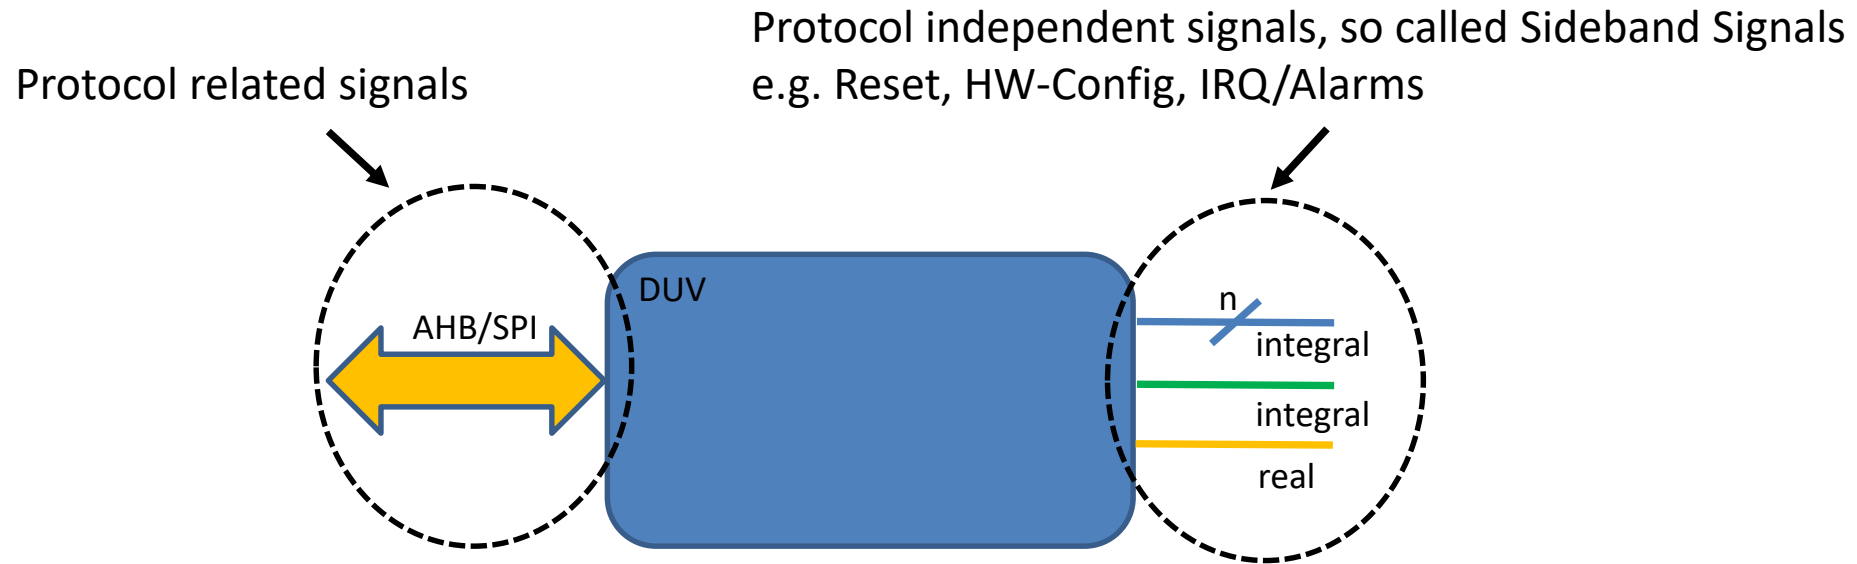 Protocol independent signals, so called Sideband Signals
e.g. Reset, HW-Config, IRQ/Alarms
Protocol related signals
DUV
AHB/SPI
n
integral
integral
real